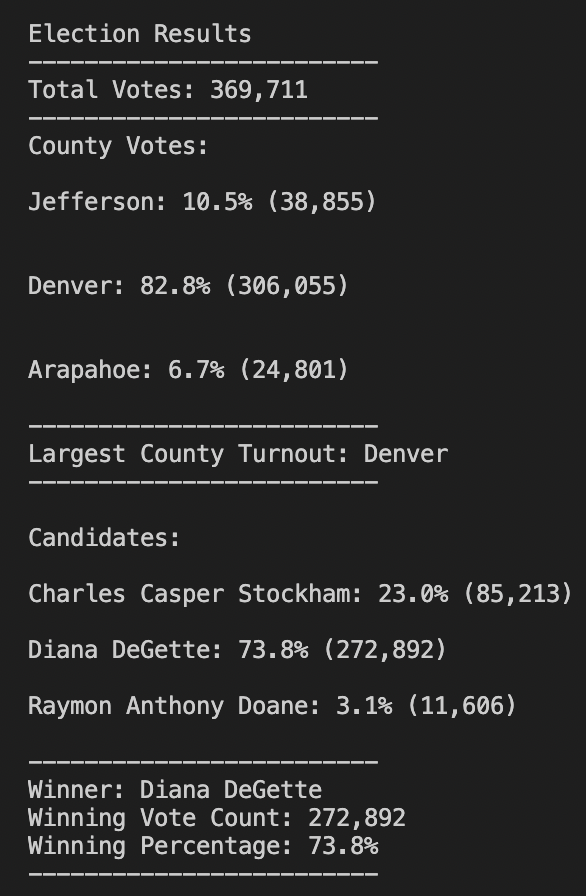 Election Results
-------------------------
Total Votes: 369,711
-------------------------
County Votes:
Jefferson: 10.5% (38,855)
Denver: 82.8% (306,055)
Arapahoe: 6.7% (24,801)
-------------------------
Largest County Turnout: Denver
-------------------------
Candidates:
Charles Casper Stockham: 23.0% (85,213)
Diana DeGette: 73.8% (272,892)
Raymon Anthony Doane: 3.1% (11,606)
-------------------------
Winner: Diana DeGette
Winning Vote Count: 272,892
Winning Percentage: 73.8%
-------------------------